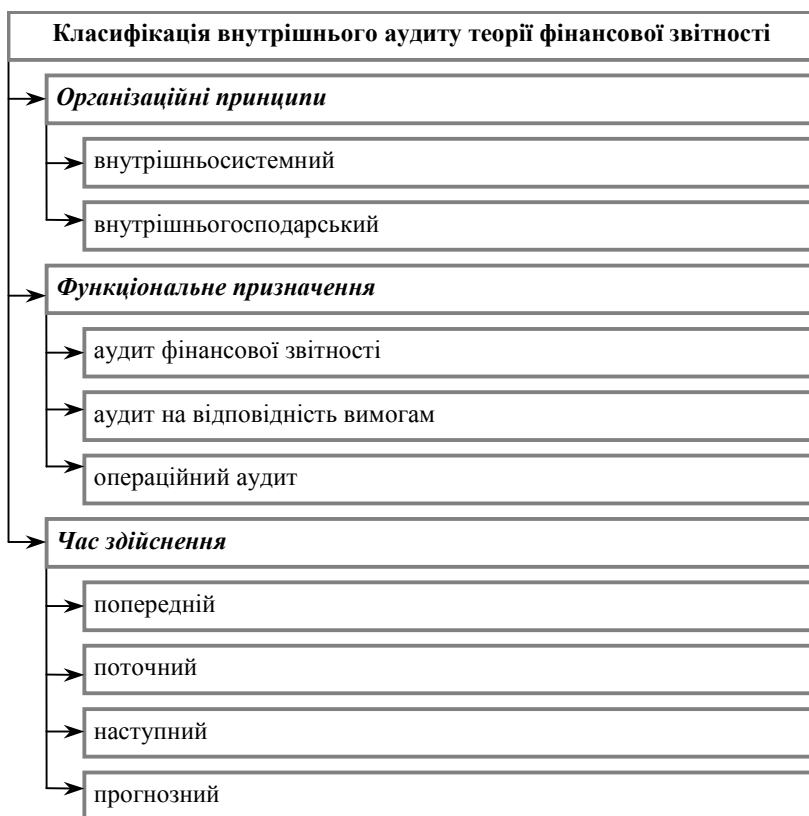 Класифікація внутрішнього аудиту теорії фінансової звітності
Організаційні принципи
внутрішньосистемний
внутрішньогосподарський
Функціональне призначення
аудит фінансової звітності
аудит на відповідність вимогам
операційний аудит
Час здійснення
попередній
поточний
наступний
прогнозний